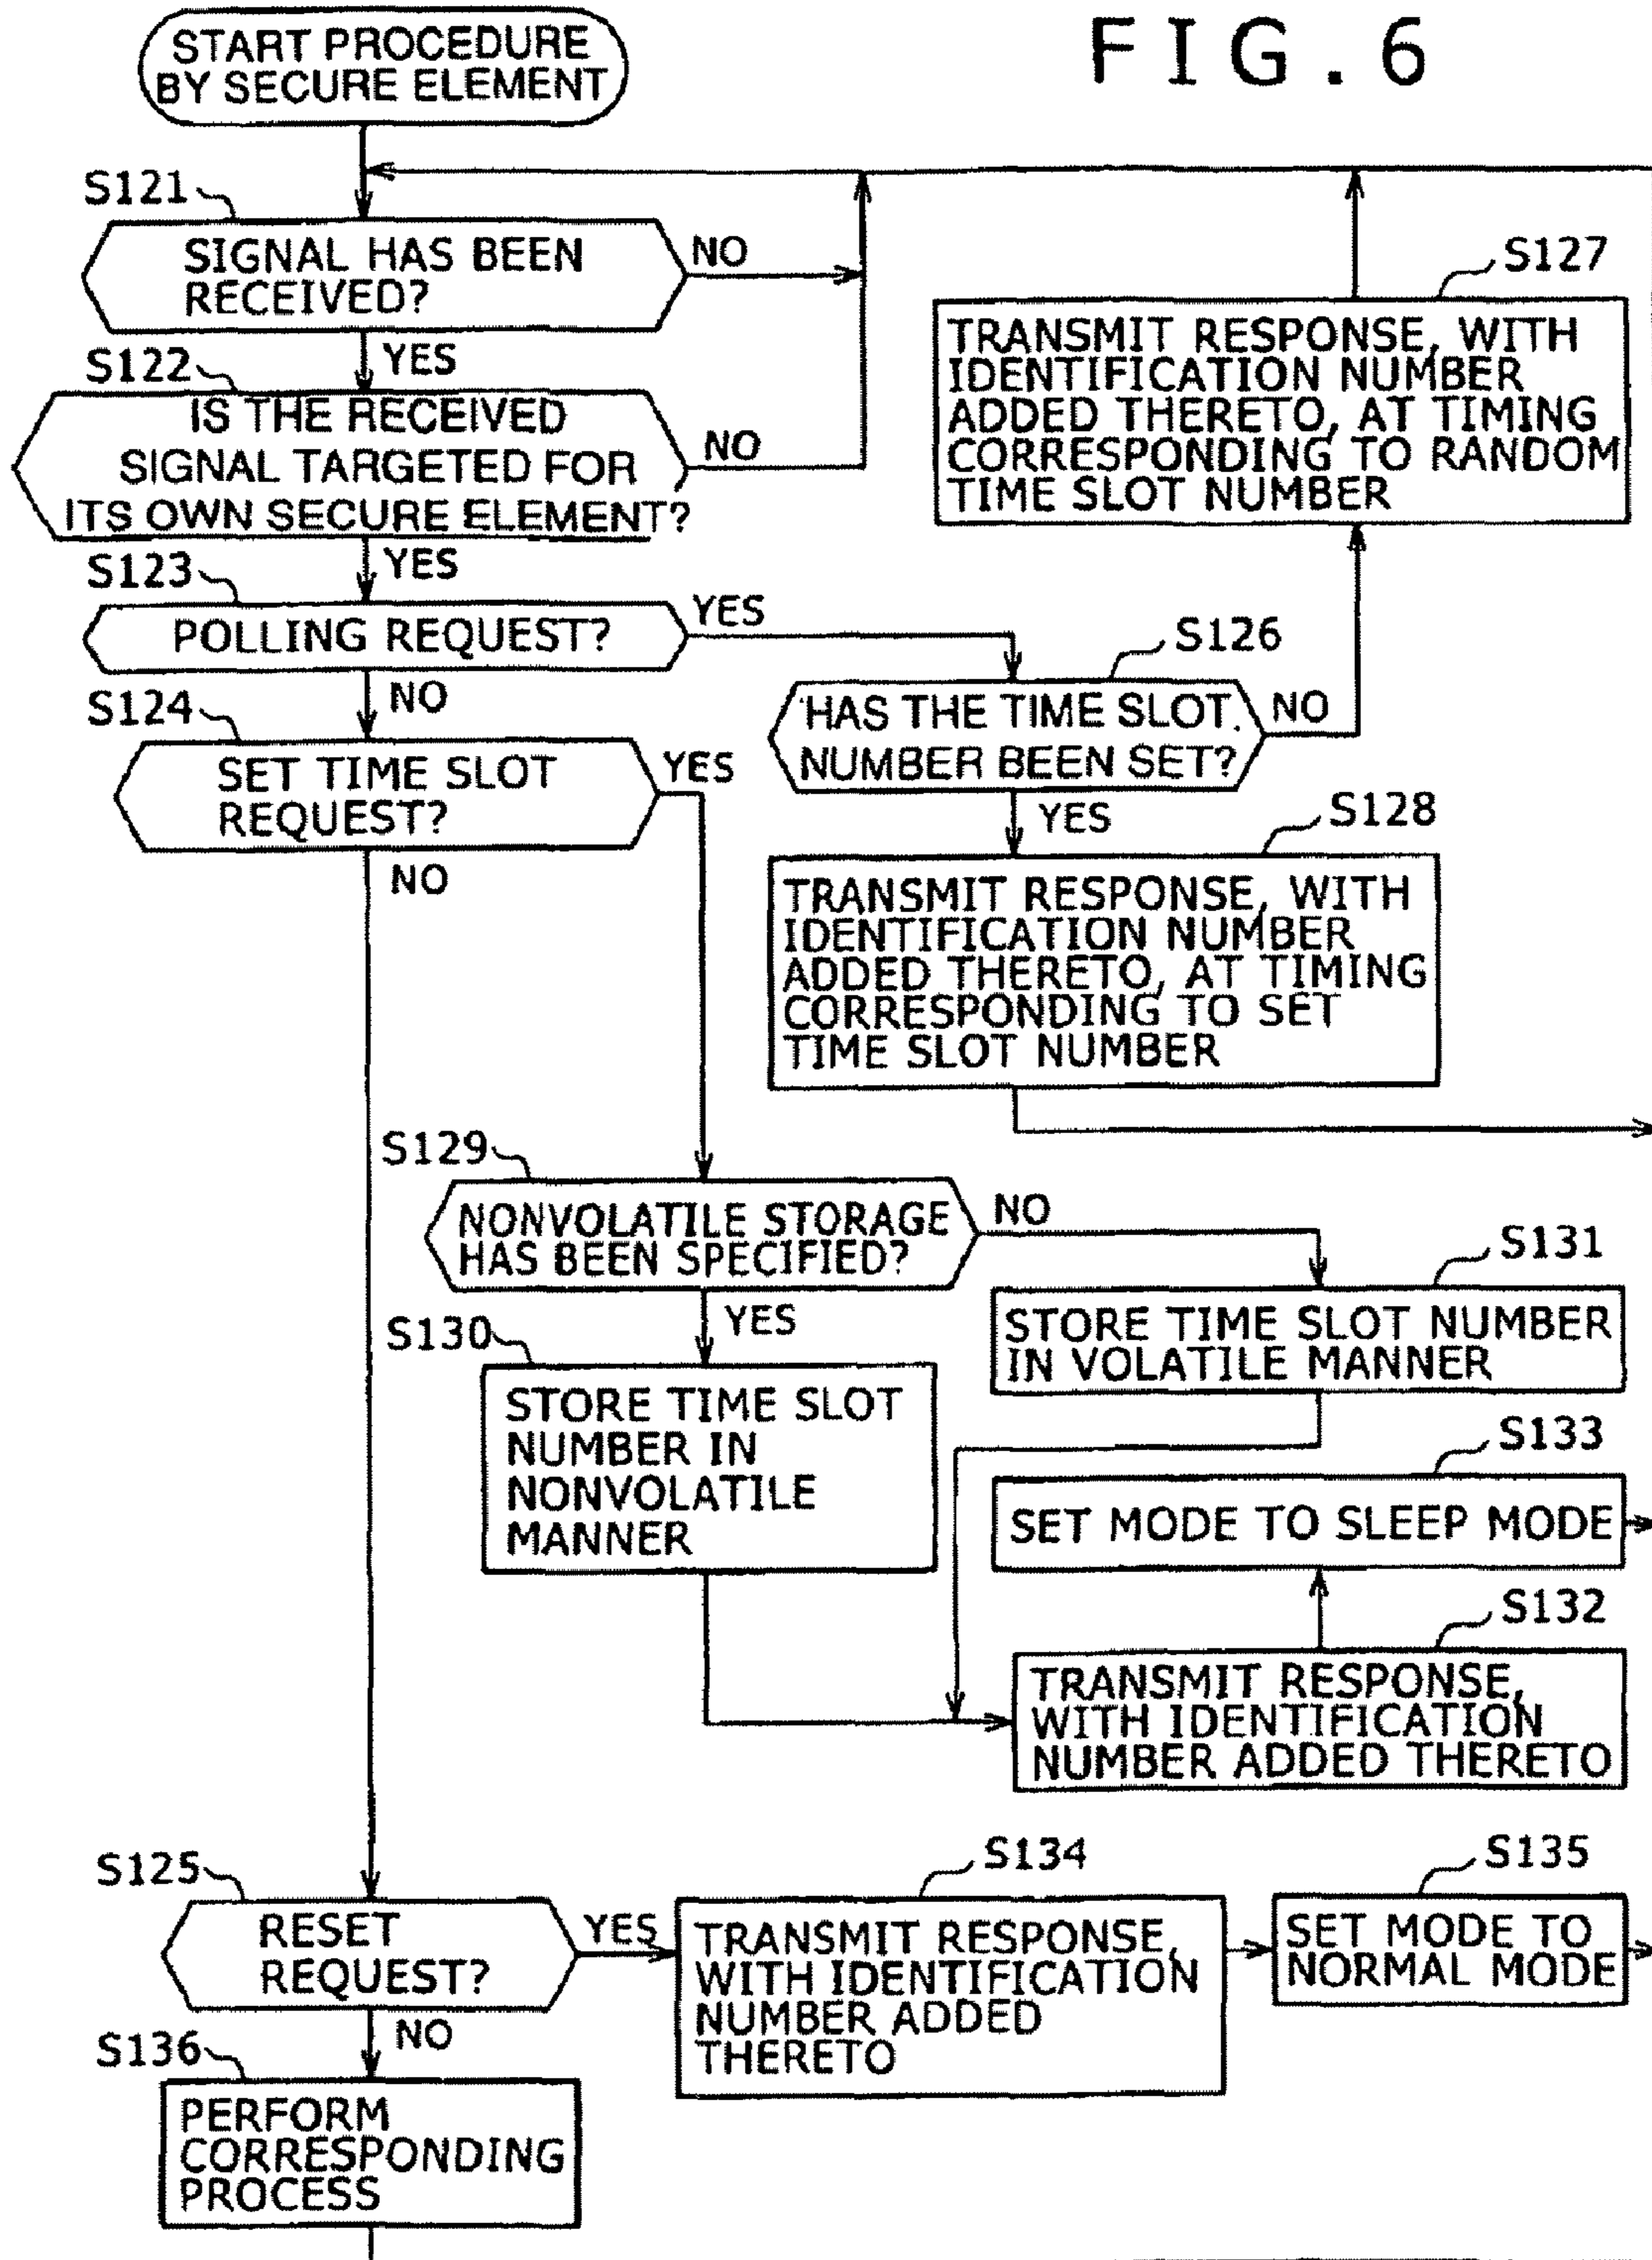 FIG.6
START PROCEDURE
BY SECURE ELEMENT
S121
SIGNAL HAS BEEN
RECEIVED?
NO
YES
S122
IS THE RECEIVED
SIGNAL TARGETED FOR
ITS OWN SECURE ELEMENT?
NO
YES
S123
POLLING REQUEST?
YES
NO
S124
SET TIME SLOT
REQUEST?
YES
NO
S127
TRANSMIT RESPONSE, WITH
IDENTIFICATION NUMBER
ADDED THERETO, AT TIMING
CORRESPONDING TO RANDOM
TIME SLOT NUMBER
S126
HAS THE TIME SLOT
NUMBER BEEN SET?
NO
YES
S128
TRANSMIT RESPONSE, WITH
IDENTIFICATION NUMBER
ADDED THERETO, AT TIMING
CORRESPONDING TO SET
TIME SLOT NUMBER
S129
NONVOLATILE STORAGE
HAS BEEN SPECIFIED?
NO
YES
S130
STORE TIME SLOT
NUMBER IN
NONVOLATILE
MANNER
S131
STORE TIME SLOT NUMBER
IN VOLATILE MANNER
S133
SET MODE TO SLEEP MODE
S132
TRANSMIT RESPONSE,
WITH IDENTIFICATION
NUMBER ADDED THERETO
S125
RESET
REQUEST?
YES
NO
S134
TRANSMIT RESPONSE,
WITH IDENTIFICATION
NUMBER ADDED
THERETO
S135
SET MODE TO
NORMAL MODE
S136
PERFORM
CORRESPONDING
PROCESS